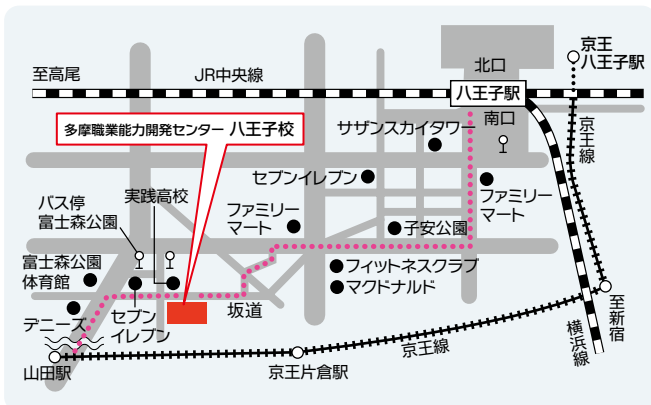 京王
八王子駅
北口
至高尾
JR中央線
八王子駅
南口
京王線
多摩職業能力開発センター 八王子校
サザンスカイタワー
セブンイレブン
ファミリー
マート
バス停
富士森公園
実践高校
ファミリー
マート
子安公園
富士森公園
体育館
フィットネスクラブ
マクドナルド
デニーズ
セブン
イレブン
坂道
至新宿
横浜線
京王線
山田駅
京王片倉駅